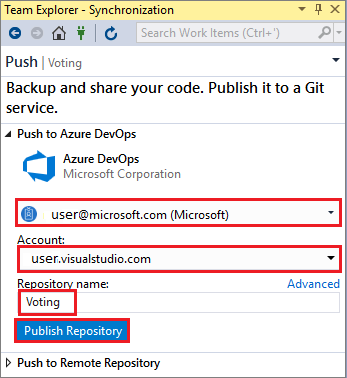 Team Explorer - Synchronization
Search Work Items (Ctrl+')
Push | Voting
Backup and share your code. Publish it to a Git
service.
Push to Azure DevOps
Azure DevOps
Microsoft Corporation
user@microsoft.com (Microsoft)
Account:
user.visualstudio.com
Repository name: Advanced
Voting
Publish Repository
Push to Remote Repository